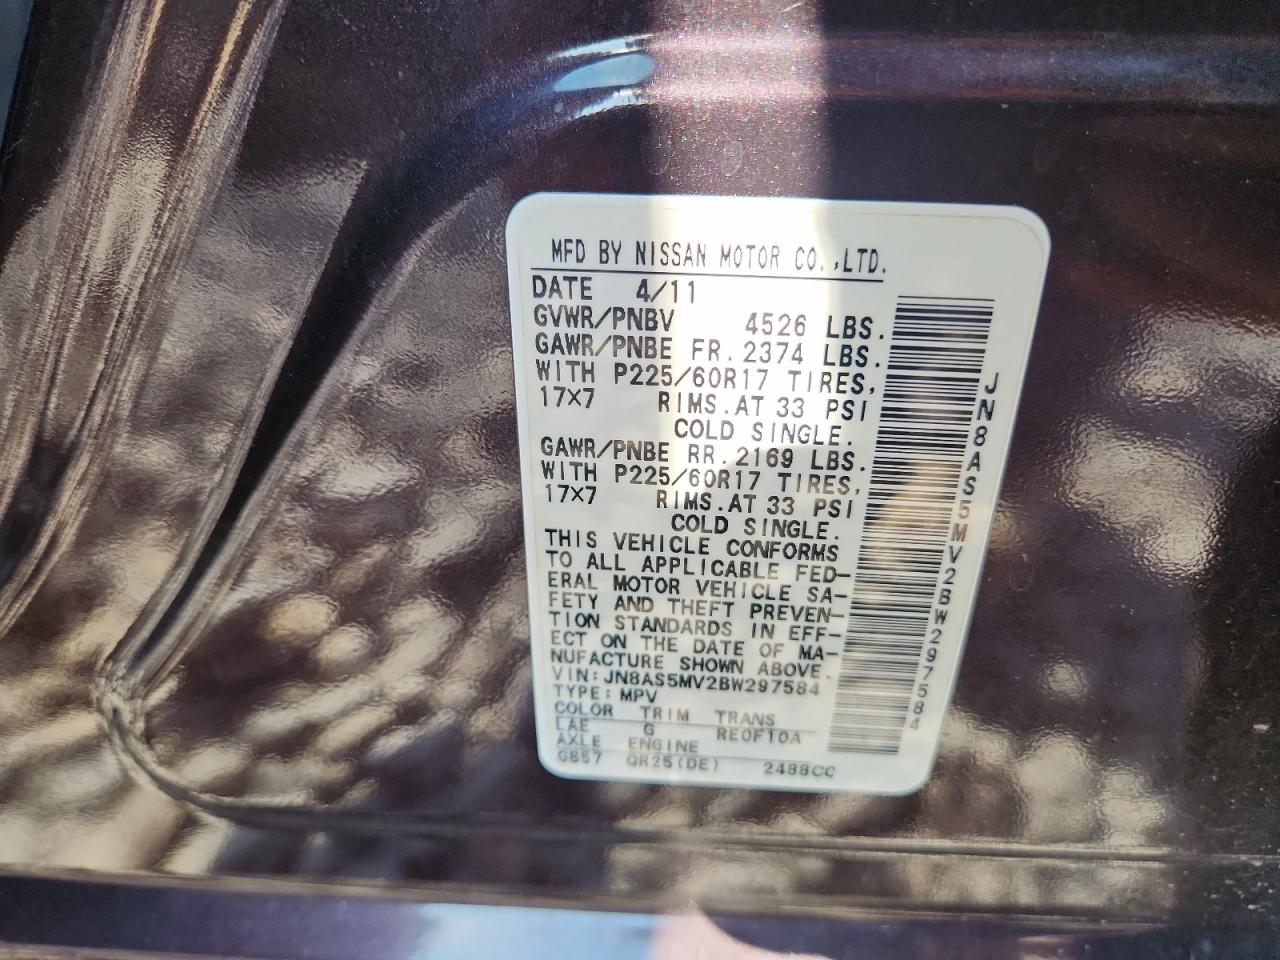 MFD BY NISSAN MOTOR CO.,LTD.
DATE 4/11
GVWR/PNBV 4526 LBS.
GAWR/PNBE FR.2374 LBS.
WITH P225/60R17 TIRES,
17X7 RIMS.AT 33 PSI
COLD SINGLE.
GAWR/PNBE RR.2169 LBS.
WITH P225/60R17 TIRES,
17X7 RIMS.AT 33 PSI
COLD SINGLE.
THIS VEHICLE CONFORMS
TO ALL APPLICABLE FED-
ERAL MOTOR VEHICLE SA-
FETY AND THEFT PREVEN-
TION STANDARDS IN EFF-
ECT ON THE DATE OF MA-
NUFACTURE SHOWN ABOVE.
VIN:JN8AS5MV2BW297584
TYPE:MPV
COLOR TRIM TRANS
LAE G RE0F10A
AXLE ENGINE
GB57 QR25(DE) 2488CC
JN8AS5MV2BW297584